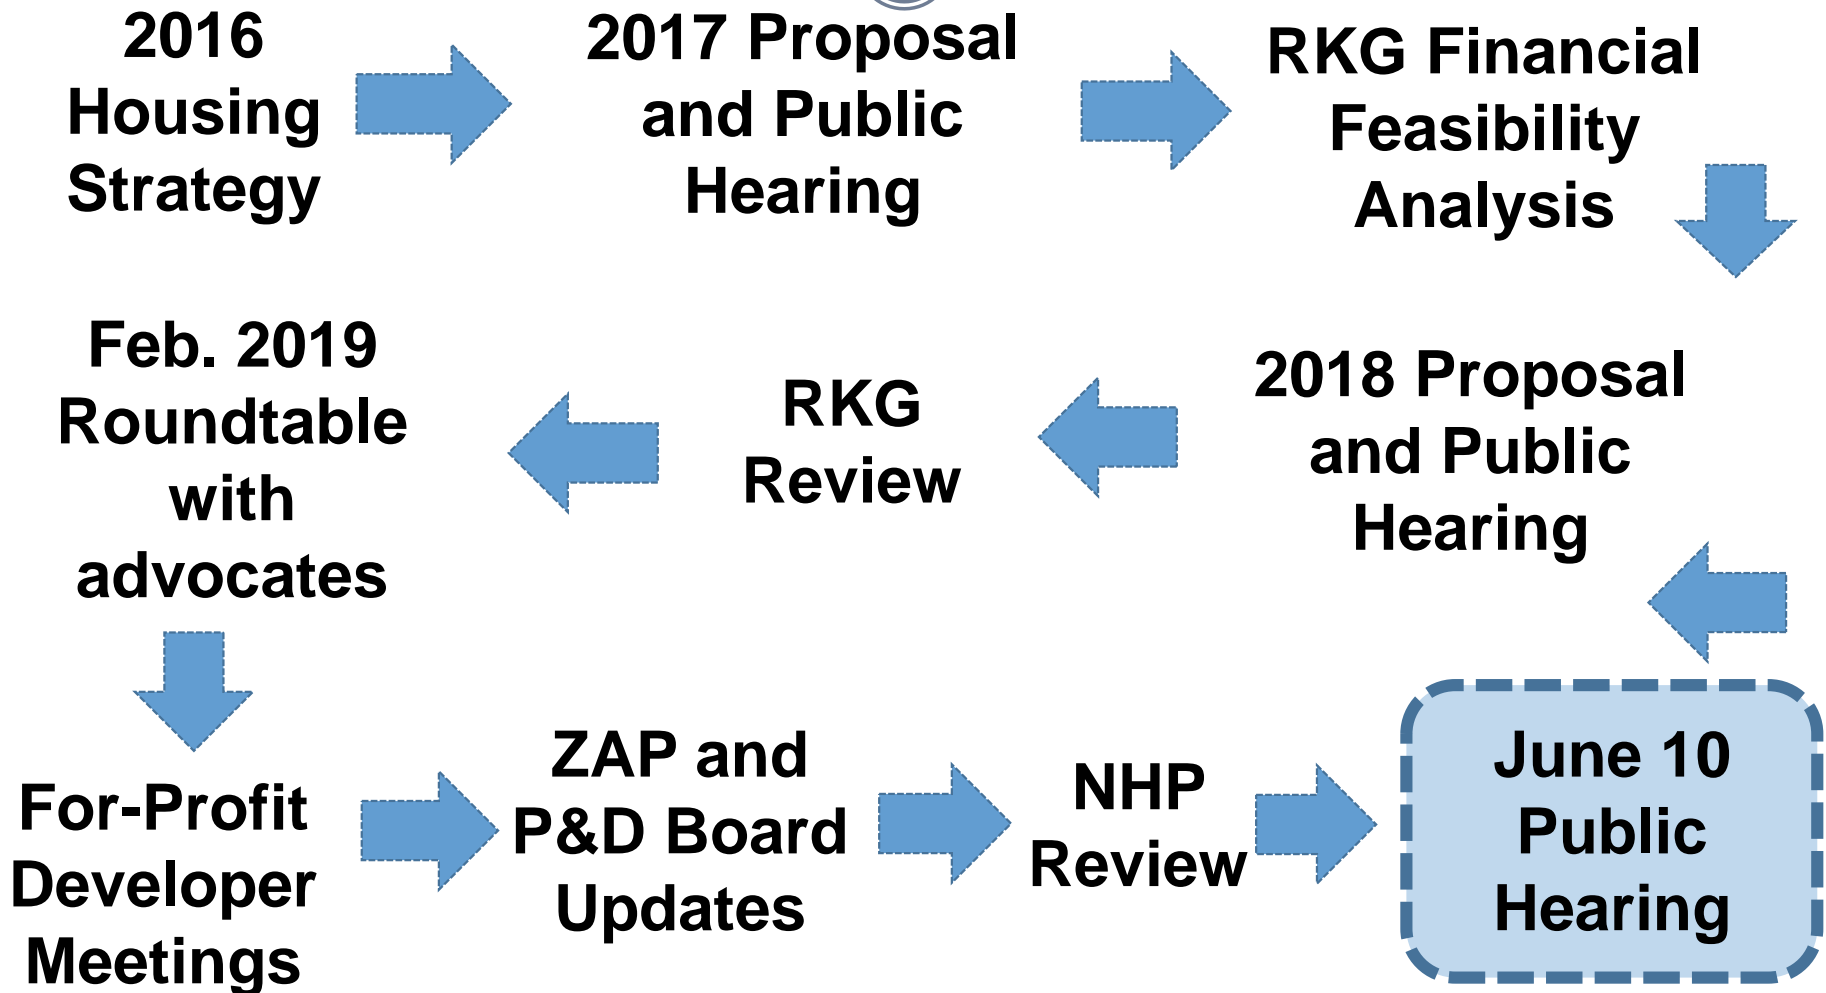 2016
Housing
Strategy
2017 Proposal
and Public
Hearing
RKG Financial
Feasibility
Analysis
2018 Proposal
and Public
Hearing
RKG
Review
Feb. 2019
Roundtable
with
advocates
For-Profit
Developer
Meetings
ZAP and
P&D Board
Updates
NHP
Review
June 10
Public
Hearing